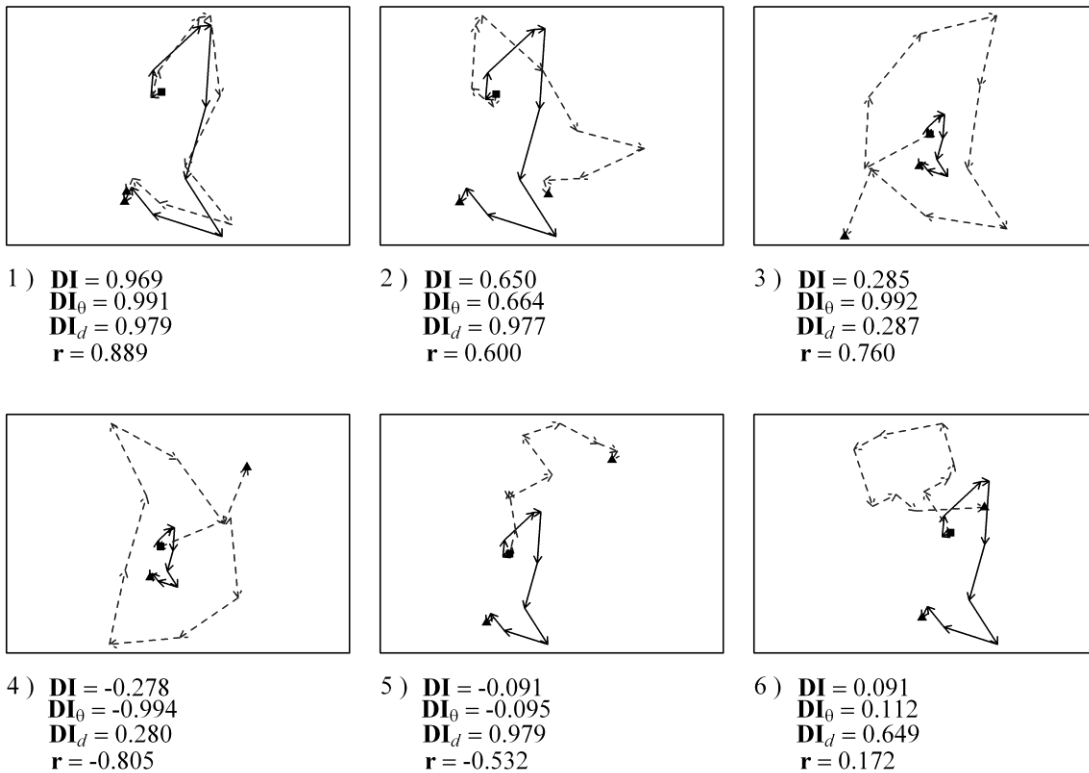 1 ) DI = 0.969
DIθ = 0.991
DId = 0.979
r = 0.889
2 ) DI = 0.650
DIθ = 0.664
DId = 0.977
r = 0.600
3 ) DI = 0.285
DIθ = 0.992
DId = 0.287
r = 0.760
4 ) DI = -0.278
DIθ = -0.994
DId = 0.280
r = -0.805
5 ) DI = -0.091
DIθ = -0.095
DId = 0.979
r = -0.532
6 ) DI = 0.091
DIθ = 0.112
DId = 0.649
r = 0.172